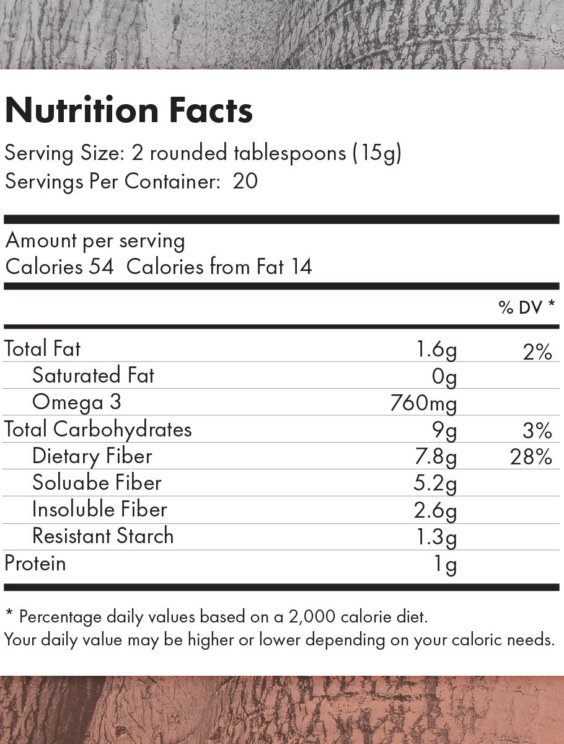 Nutrition Facts
Serving Size: 2 rounded tablespoons (15g)
Servings Per Container: 20
Amount per serving
Calories 54 Calories from Fat 14
% DV *
Total Fat 1.6g 2%
Saturated Fat 0g
Omega 3 760mg
Total Carbohydrates 9g 3%
Dietary Fiber 7.8g 28%
Soluabe Fiber 5.2g
Insoluble Fiber 2.6g
Resistant Starch 1.3g
Protein 1g
* Percentage daily values based on a 2,000 calorie diet.
Your daily value may be higher or lower depending on your caloric needs.